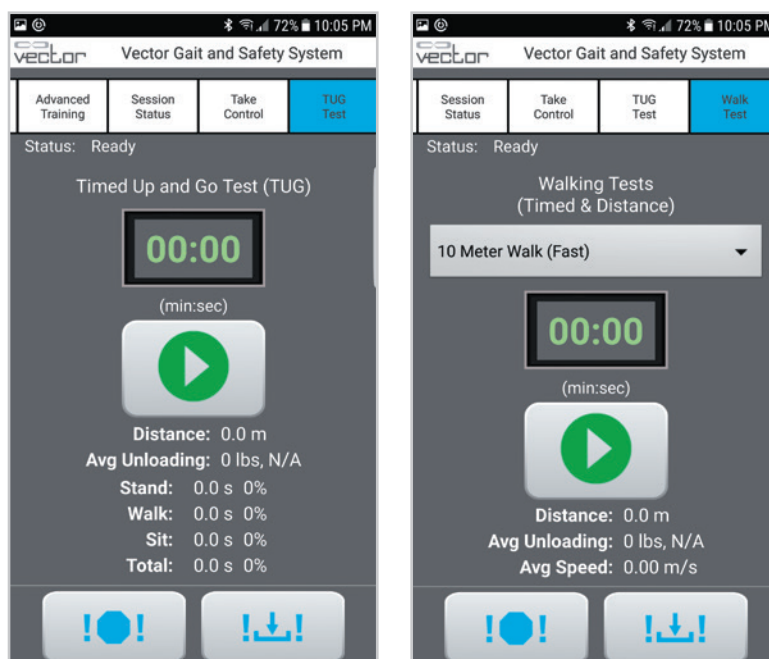 72% 10:05 PM
vector Vector Gait and Safety System
Advanced Training
Session Status
Take Control
TUG Test
Status: Ready
Timed Up and Go Test (TUG)
00:00
(min:sec)
Distance: 0.0 m
Avg Unloading: 0 lbs, N/A
Stand: 0.0 s 0%
Walk: 0.0 s 0%
Sit: 0.0 s 0%
Total: 0.0 s 0%
! !
! !
72% 10:05 PM
vector Vector Gait and Safety System
Session Status
Take Control
TUG Test
Walk Test
Status: Ready
Walking Tests
(Timed & Distance)
10 Meter Walk (Fast)
00:00
(min:sec)
Distance: 0.0 m
Avg Unloading: 0 lbs, N/A
Avg Speed: 0.00 m/s
! !
! !